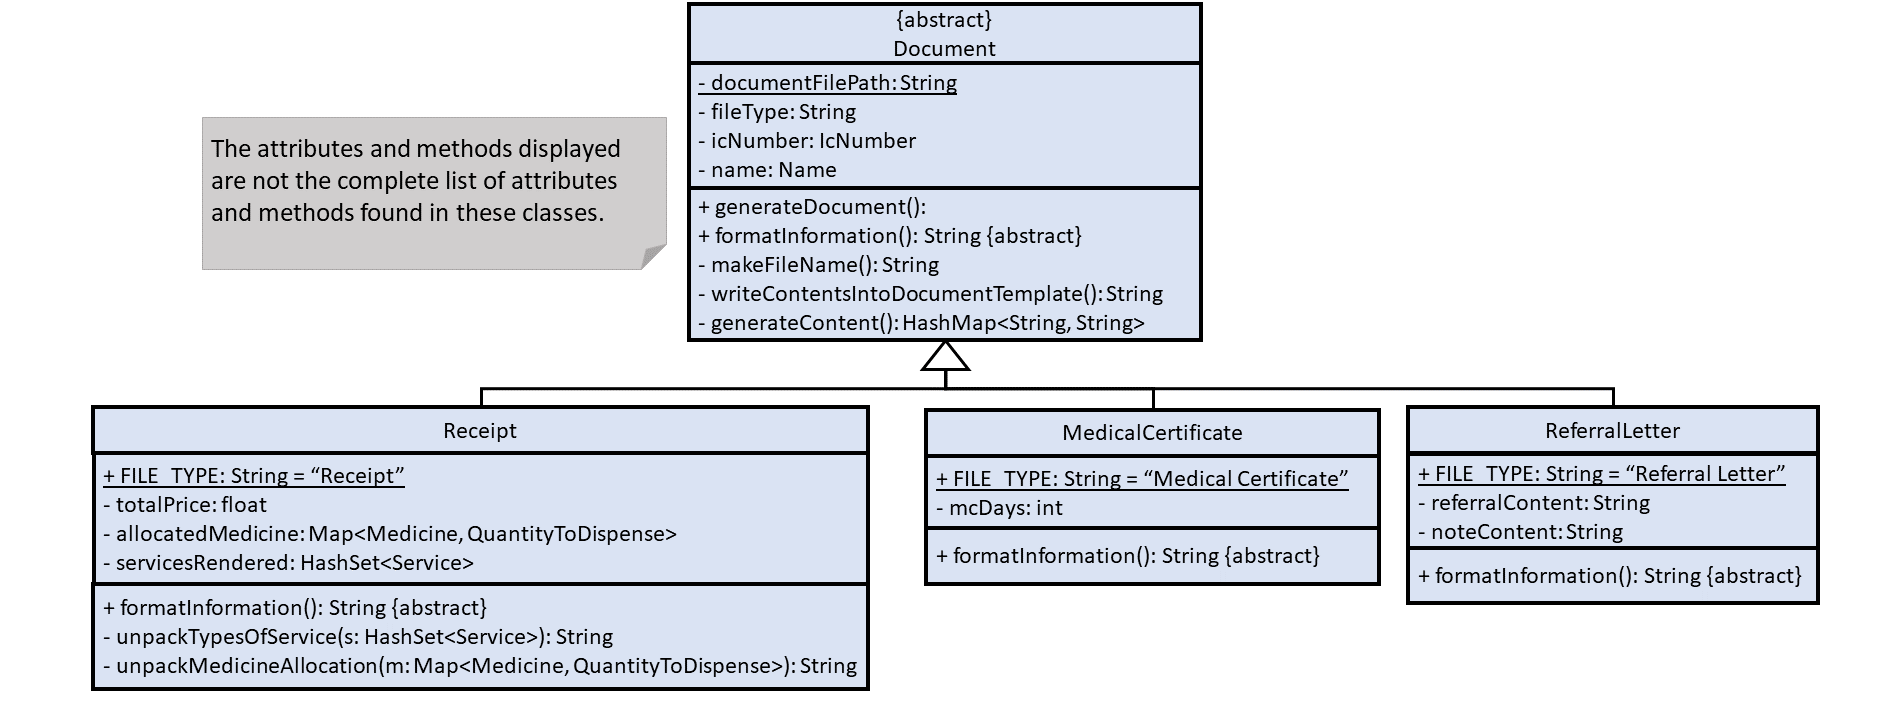 {abstract}
Document
- documentFilePath: String
- fileType: String
- icNumber: IcNumber
- name: Name
+ generateDocument():
+ formatInformation(): String {abstract}
- makeFileName(): String
- writeContentsIntoDocumentTemplate(): String
- generateContent(): HashMap<String, String>
The attributes and methods displayed
are not the complete list of attributes
and methods found in these classes.
Receipt
+ FILE_TYPE: String = “Receipt”
- totalPrice: float
- allocatedMedicine: Map<Medicine, QuantityToDispense>
- servicesRendered: HashSet<Service>
+ formatInformation(): String {abstract}
- unpackTypesOfService(s: HashSet<Service>): String
- unpackMedicineAllocation(m: Map<Medicine, QuantityToDispense>): String
MedicalCertificate
+ FILE_TYPE: String = “Medical Certificate”
- mcDays: int
+ formatInformation(): String {abstract}
ReferralLetter
+ FILE_TYPE: String = “Referral Letter”
- referralContent: String
- noteContent: String
+ formatInformation(): String {abstract}